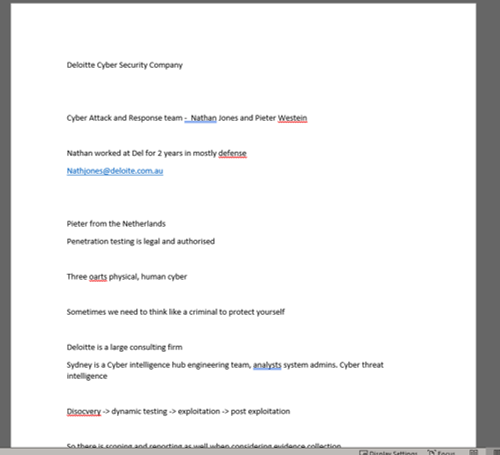 Deloitte Cyber Security Company
Cyber Attack and Response team - Nathan Jones and Pieter Westein
Nathan worked at Del for 2 years in mostly defense
Nathjones@deloite.com.au
Pieter from the Netherlands
Penetration testing is legal and authorised
Three oarts physical, human cyber
Sometimes we need to think like a criminal to protect yourself
Deloitte is a large consulting firm
Sydney is a Cyber intelligence hub engineering team, analysts system admins. Cyber threat
intelligence
Disocvery -> dynamic testing -> exploitation -> post exploitation
So there is scoping and reporting as well when considering evidence collection
Display Settings Focus